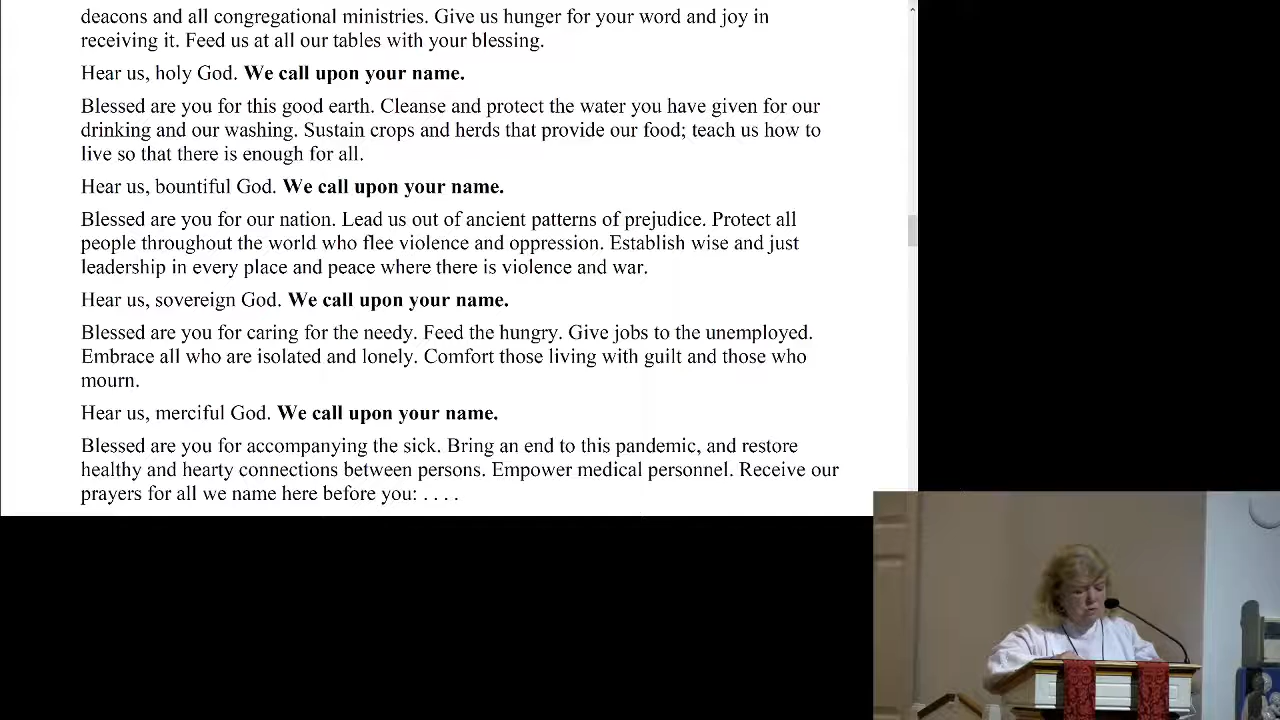 deacons and all congregational ministries. Give us hunger for your word and joy in
receiving it. Feed us at all our tables with your blessing.
Hear us, holy God. We call upon your name.
Blessed are you for this good earth. Cleanse and protect the water you have given for our
drinking and our washing. Sustain crops and herds that provide our food; teach us how to
live so that there is enough for all.
Hear us, bountiful God. We call upon your name.
Blessed are you for our nation. Lead us out of ancient patterns of prejudice. Protect all
people throughout the world who flee violence and oppression. Establish wise and just
leadership in every place and peace where there is violence and war.
Hear us, sovereign God. We call upon your name.
Blessed are you for caring for the needy. Feed the hungry. Give jobs to the unemployed.
Embrace all who are isolated and lonely. Comfort those living with guilt and those who
mourn.
Hear us, merciful God. We call upon your name.
Blessed are you for accompanying the sick. Bring an end to this pandemic, and restore
healthy and hearty connections between persons. Empower medical personnel. Receive our
prayers for all we name here before you: . . . .